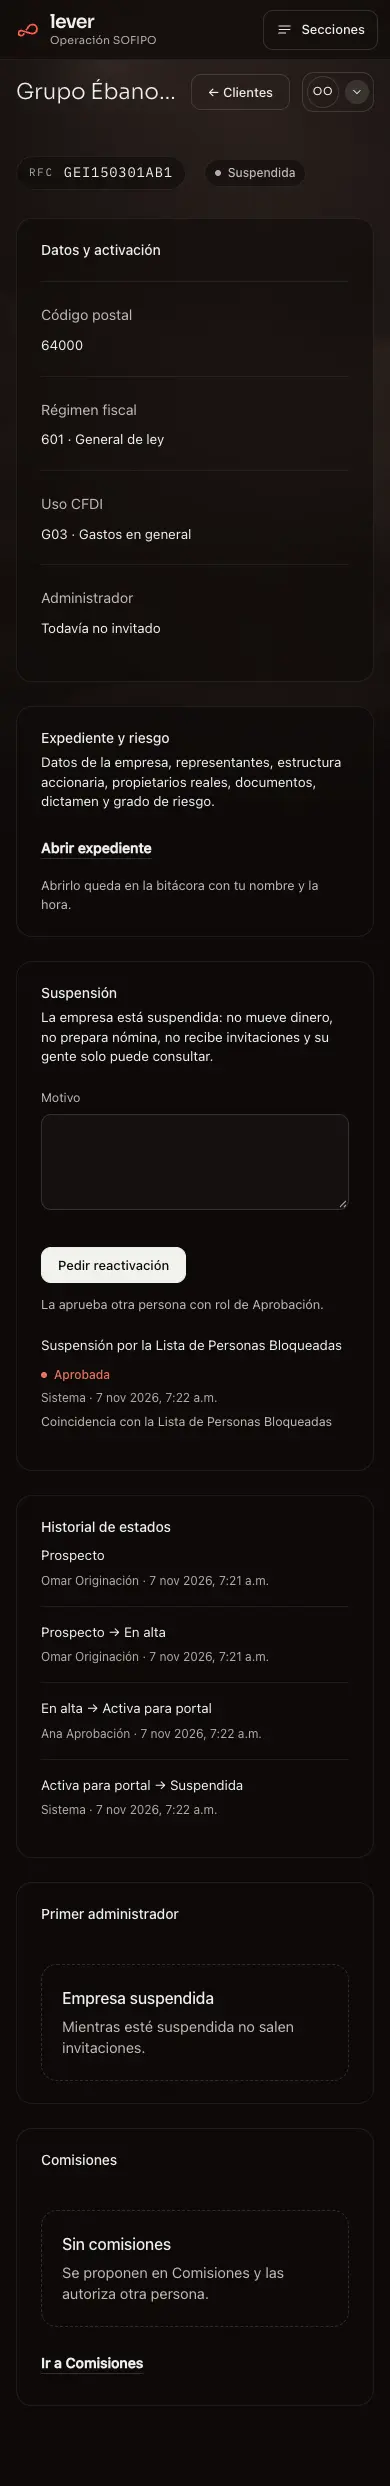 lever
Operación SOFIPO
Secciones
Grupo Ébano...
← Clientes
OO
RFC GEI150301AB1
Suspendida
Datos y activación
Código postal
64000
Régimen fiscal
601 · General de ley
Uso CFDI
G03 · Gastos en general
Administrador
Todavía no invitado
Expediente y riesgo
Datos de la empresa, representantes, estructura
accionaria, propietarios reales, documentos,
dictamen y grado de riesgo.
Abrir expediente
Abrirlo queda en la bitácora con tu nombre y la
hora.
Suspensión
La empresa está suspendida: no mueve dinero,
no prepara nómina, no recibe invitaciones y su
gente solo puede consultar.
Motivo
Pedir reactivación
La aprueba otra persona con rol de Aprobación.
Suspensión por la Lista de Personas Bloqueadas
Aprobada
Sistema · 7 nov 2026, 7:22 a.m.
Coincidencia con la Lista de Personas Bloqueadas
Historial de estados
Prospecto
Omar Originación · 7 nov 2026, 7:21 a.m.
Prospecto → En alta
Omar Originación · 7 nov 2026, 7:21 a.m.
En alta → Activa para portal
Ana Aprobación · 7 nov 2026, 7:22 a.m.
Activa para portal → Suspendida
Sistema · 7 nov 2026, 7:22 a.m.
Primer administrador
Empresa suspendida
Mientras esté suspendida no salen
invitaciones.
Comisiones
Sin comisiones
Se proponen en Comisiones y las
autoriza otra persona.
Ir a Comisiones